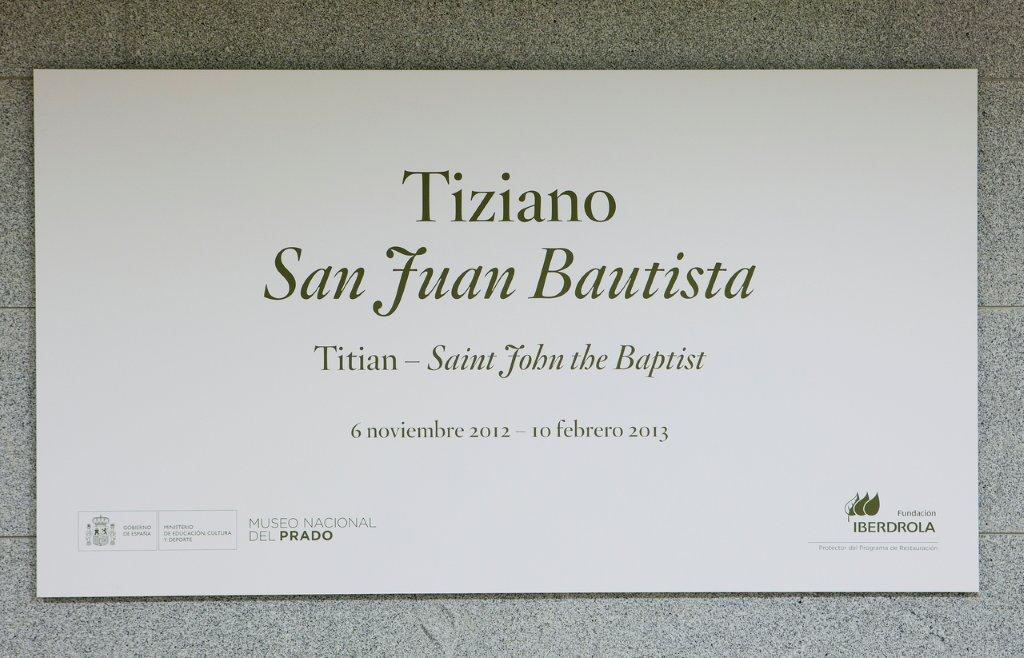 Tiziano
San Juan Bautista
Titian – Saint John the Baptist
6 noviembre 2012 – 10 febrero 2013
GOBIERNO
DE ESPAÑA
MINISTERIO
DE EDUCACIÓN, CULTURA
Y DEPORTE
MUSEO NACIONAL
DEL PRADO
Fundación
IBERDROLA
Protector del Programa de Restauración